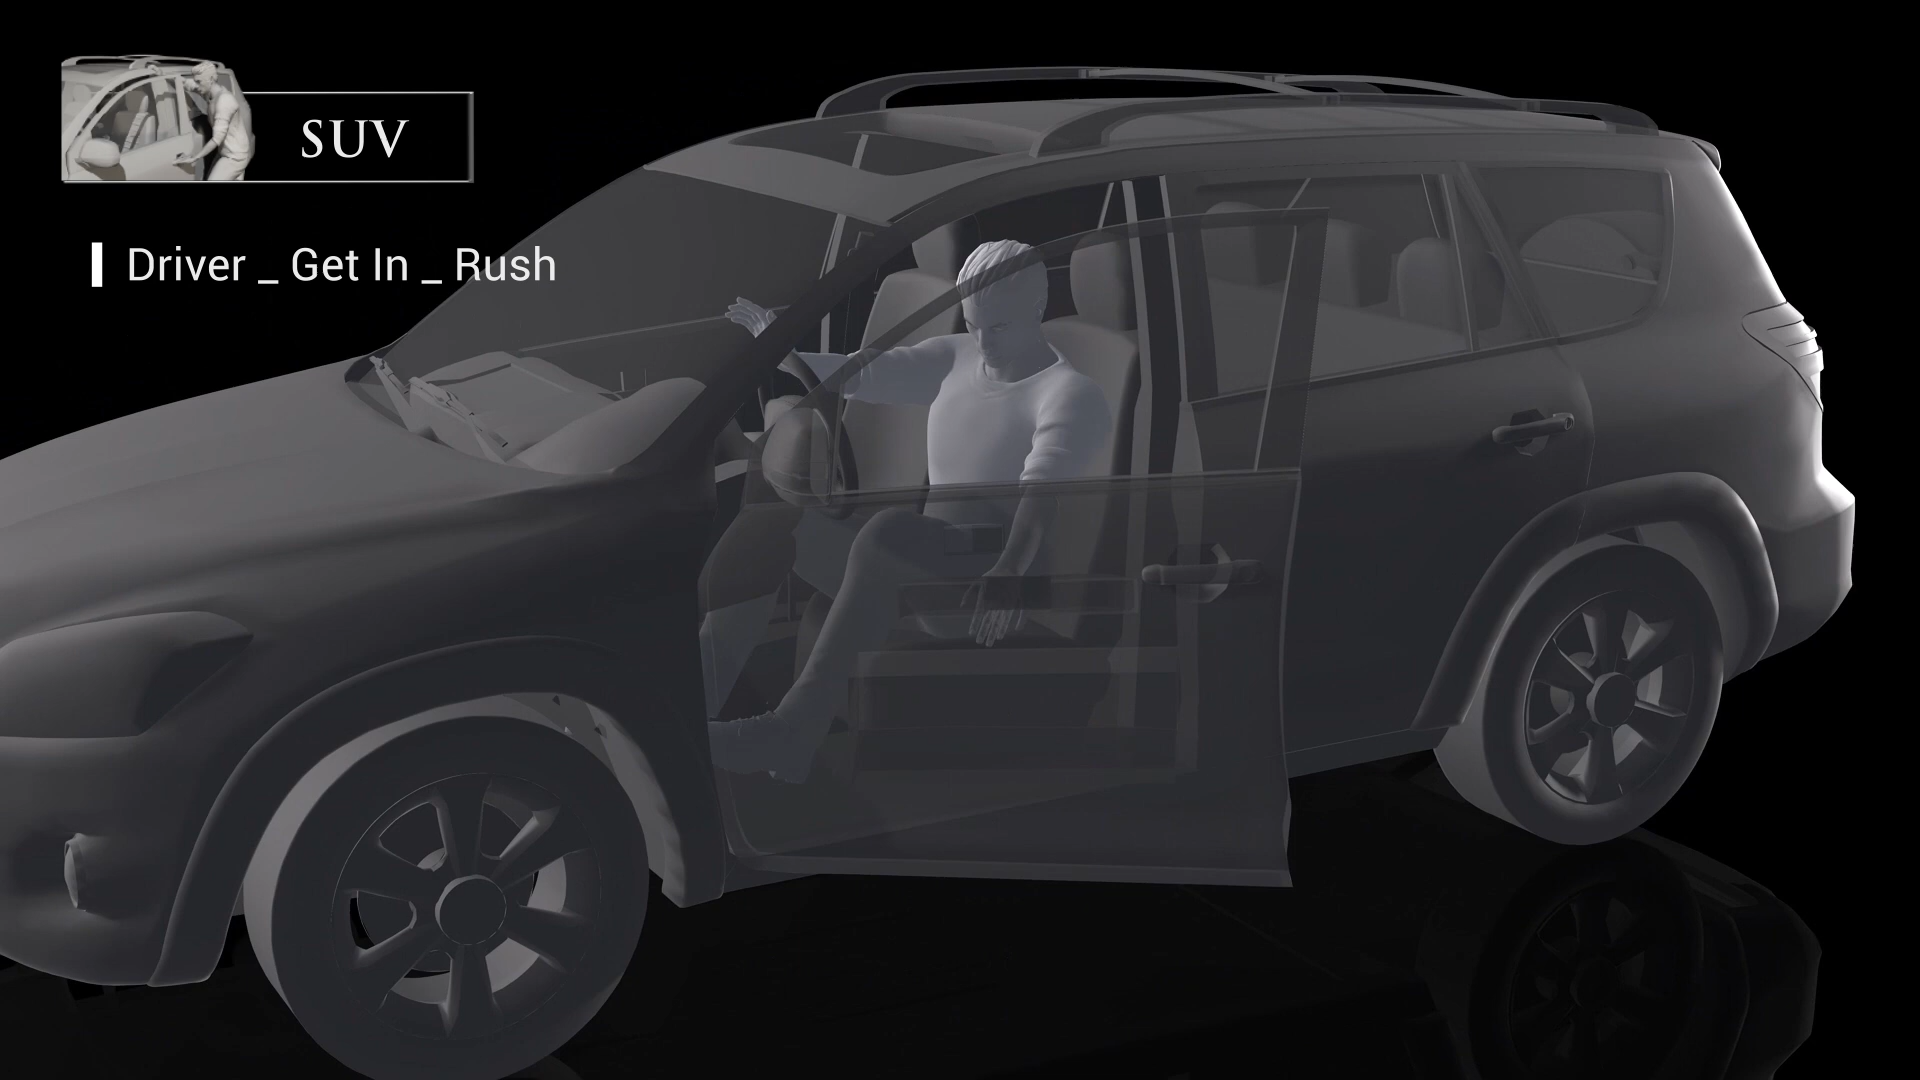 SUV
Driver _ Get In _ Rush